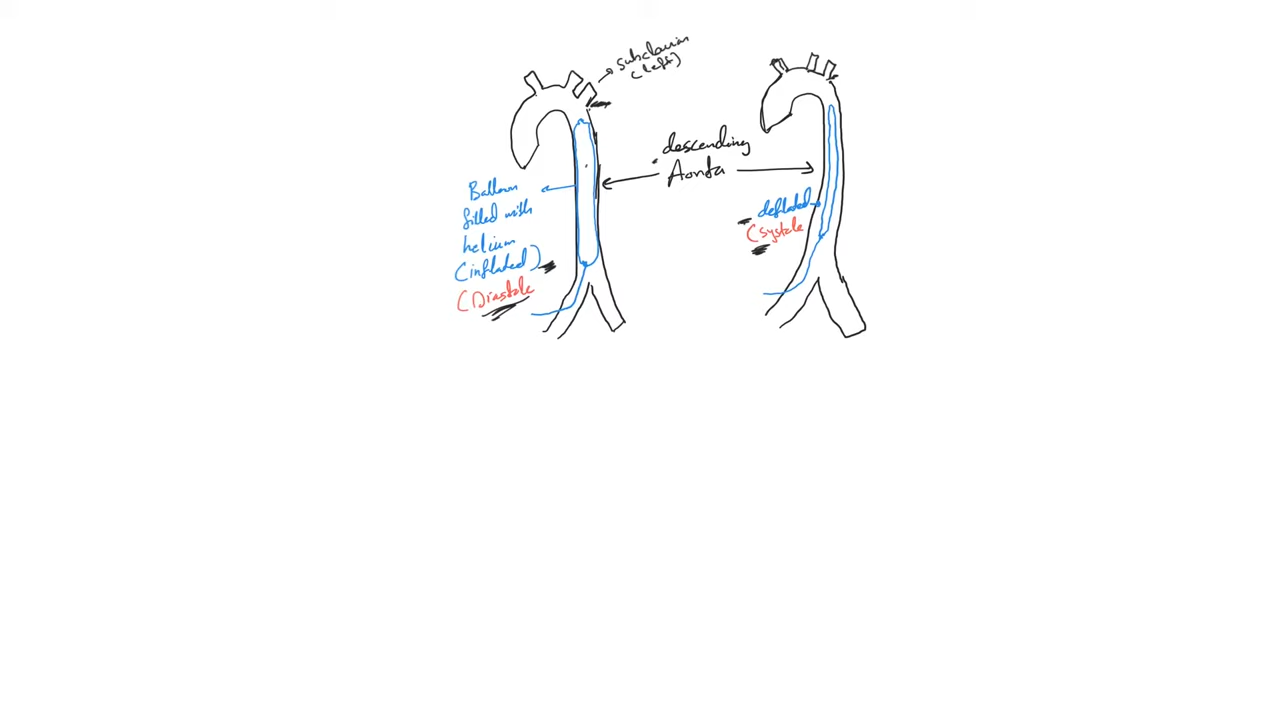 subclavian
(left)
descending
Aorta
Balloon
filled with
helium
(inflated)
(Diastole
deflated
(systole